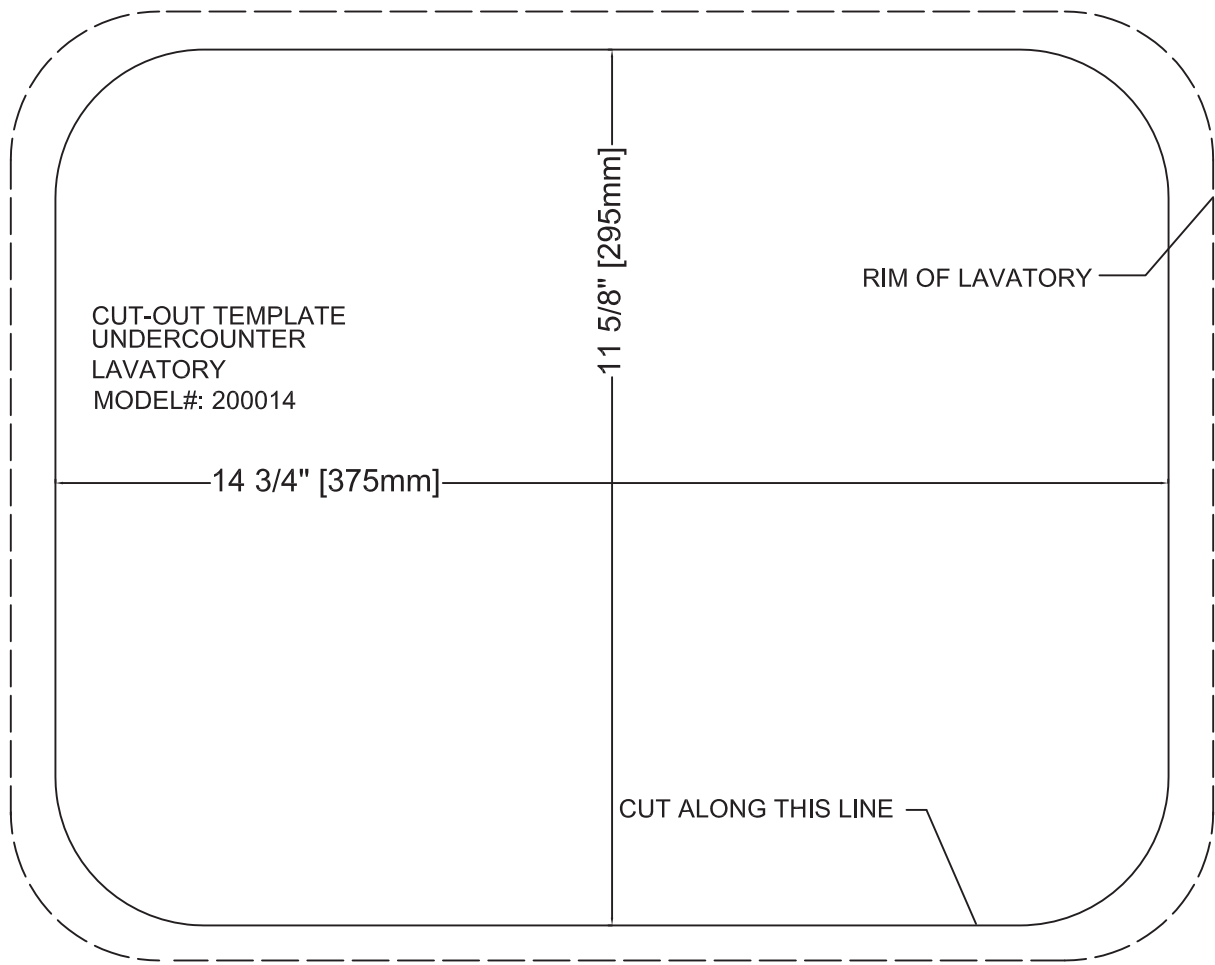 11 5/8" [295mm]
RIM OF LAVATORY
CUT-OUT TEMPLATE
UNDERCOUNTER
LAVATORY
MODEL#: 200014
14 3/4" [375mm]
CUT ALONG THIS LINE